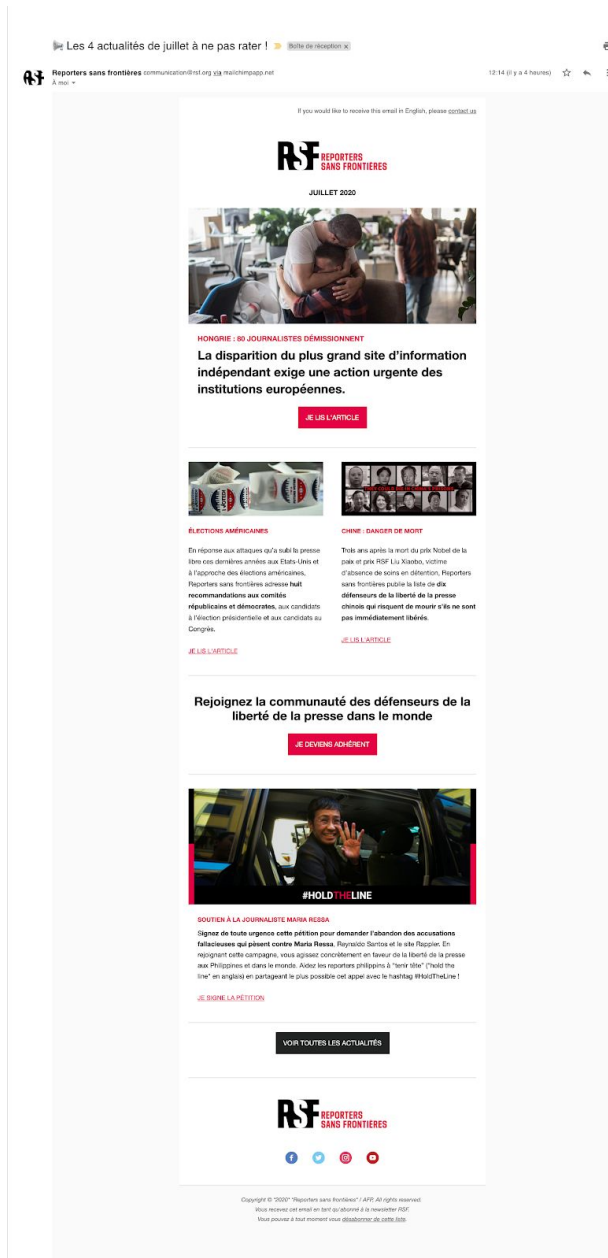 Les 4 actualités de juillet à ne pas rater !
Boîte de réception x
Reporters sans frontières communication@rsf.org via mailchimpapp.net
12:14 (il y a 4 heures)
À moi
If you would like to receive this email in English, please contact us
RSF REPORTERS
SANS FRONTIERES
JUILLET 2020
HONGRIE : 80 JOURNALISTES DÉMISSIONNENT
La disparition du plus grand site d'information
indépendant exige une action urgente des
institutions européennes.
JE LIS L'ARTICLE
THEY COULD DIE IN CHINA'S PRISONS
ÉLECTIONS AMÉRICAINES
En réponse aux attaques qu'a subi la presse
libre ces dernières années aux Etats-Unis et
à l'approche des élections américaines,
Reporters sans frontières adresse huit
recommandations aux comités
républicains et démocrates, aux candidats
à l'élection présidentielle et aux candidats au
Congrès.
JE LIS L'ARTICLE
CHINE : DANGER DE MORT
Trois ans après la mort du prix Nobel de la
paix et prix RSF Liu Xiaobo, victime
d'absence de soins en détention, Reporters
sans frontières publie la liste de dix
défenseurs de la liberté de la presse
chinois qui risquent de mourir s'ils ne sont
pas immédiatement libérés.
JE LIS L'ARTICLE
Rejoignez la communauté des défenseurs de la
liberté de la presse dans le monde
JE DEVIENS ADHÉRENT
#HOLDTHELINE
SOUTIEN À LA JOURNALISTE MARIA RESSA
Signez de toute urgence cette pétition pour demander l'abandon des accusations
fallacieuses qui pèsent contre Maria Ressa, Reynaldo Santos et le site Rappler. En
rejoignant cette campagne, vous agissez concrètement en faveur de la liberté de la presse
aux Philippines et dans le monde. Aidez les reporters philippins à "tenir tête" ("hold the
line" en anglais) en partageant le plus possible cet appel avec le hashtag #HoldTheLine !
JE SIGNE LA PÉTITION
VOIR TOUTES LES ACTUALITÉS
RSF REPORTERS
SANS FRONTIERES
Copyright © "2020" "Reporters sans frontières" / AFP, All rights reserved.
Vous recevez cet email en tant qu'abonné à la newsletter RSF.
Vous pouvez à tout moment vous désabonner de cette liste.